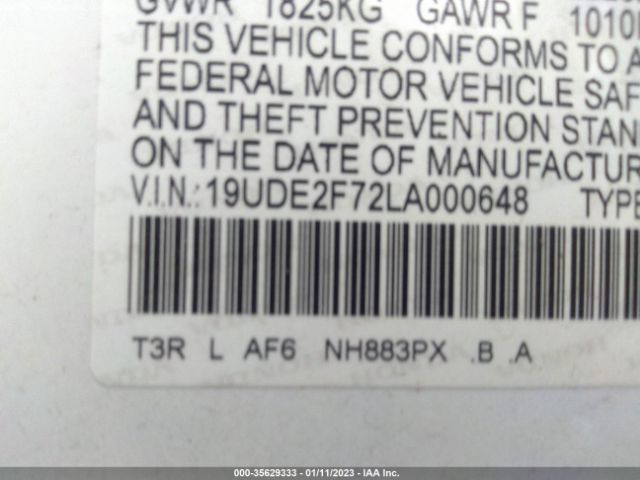 GVWR 1825KG GAWR F 1010
THIS VEHICLE CONFORMS TO A
FEDERAL MOTOR VEHICLE SAF
AND THEFT PREVENTION STAN
ON THE DATE OF MANUFACTUR
V.I.N.: 19UDE2F72LA000648 TYPE
T3R L AF6 NH883PX .B .A
000-35629333 - 01/11/2023 - IAA Inc.